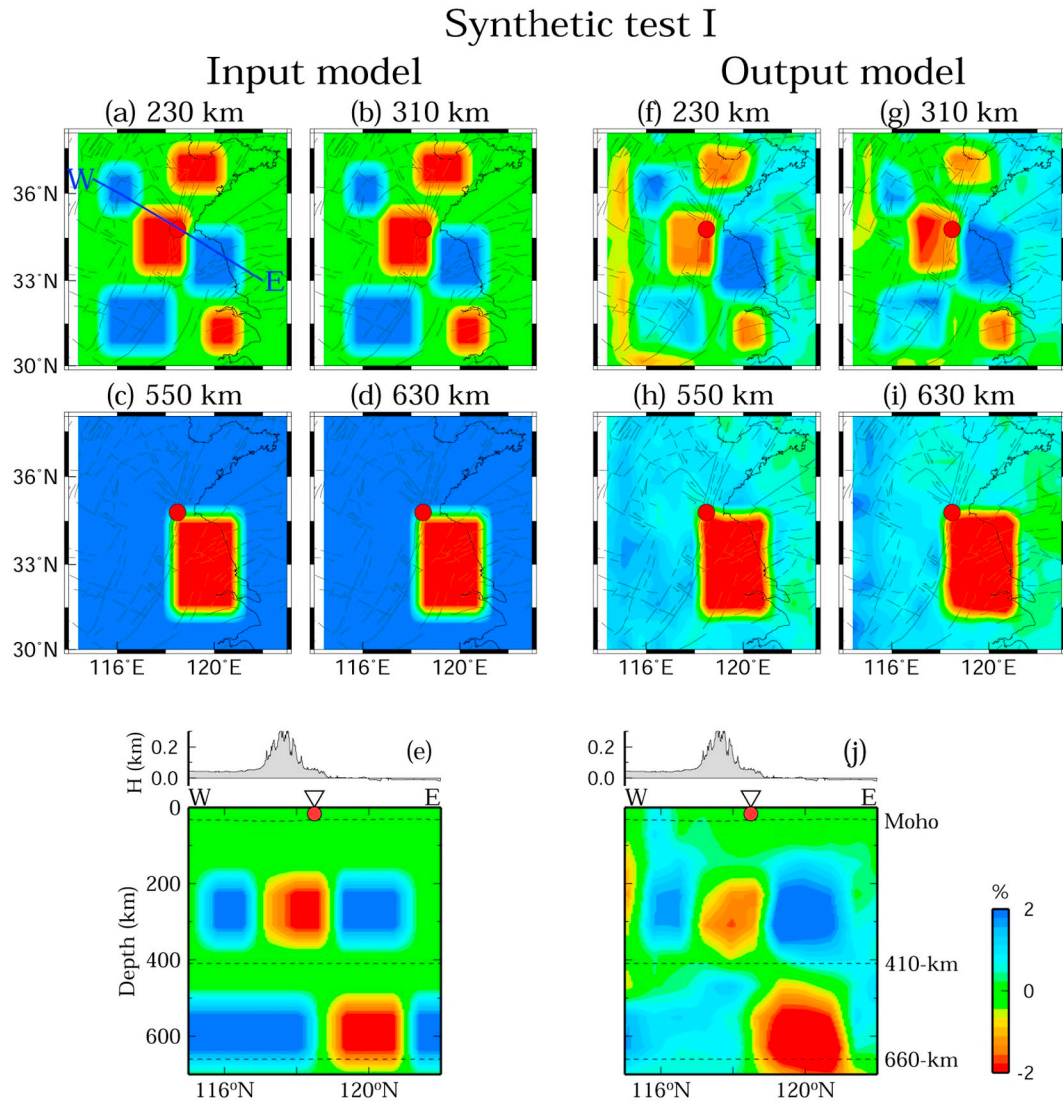 Synthetic test I
Input model
Output model
(a) 230 km
(b) 310 km
(f) 230 km
(g) 310 km
W
E
36°N
33°N
30°N
(c) 550 km
(d) 630 km
(h) 550 km
(i) 630 km
36°N
33°N
30°N
116°E
120°E
116°E
120°E
116°E
120°E
116°E
120°E
H (km)
0.2
0.0
(e)
H (km)
0.2
0.0
(j)
W
E
W
E
Depth (km)
0
200
400
600
Moho
410-km
660-km
%
2
0
-2
116°N
120°N
116°N
120°N